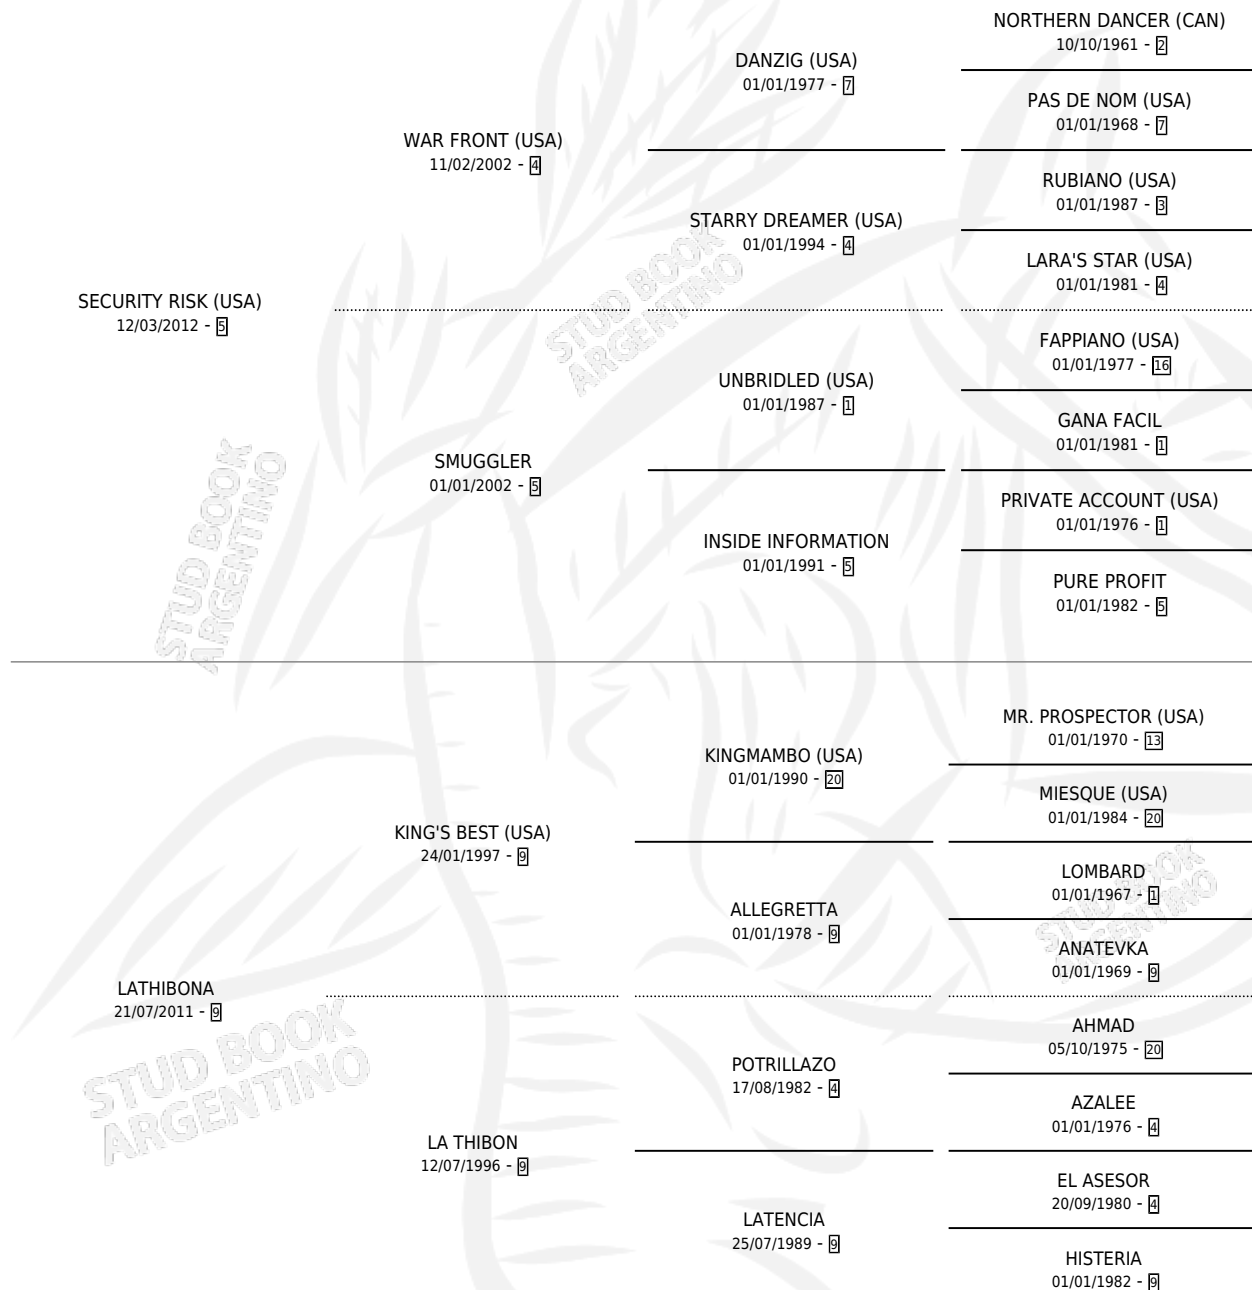 NORTHERN DANCER (CAN)
10/10/1961 - 2
DANZIG (USA)
01/01/1977 - 7
PAS DE NOM (USA)
01/01/1968 - 7
WAR FRONT (USA)
11/02/2002 - 4
RUBIANO (USA)
01/01/1987 - 3
STARRY DREAMER (USA)
01/01/1994 - 4
LARA'S STAR (USA)
01/01/1981 - 4
SECURITY RISK (USA)
12/03/2012 - 5
FAPPIANO (USA)
01/01/1977 - 16
UNBRIDLED (USA)
01/01/1987 - 1
GANA FACIL
01/01/1981 - 1
SMUGGLER
01/01/2002 - 5
PRIVATE ACCOUNT (USA)
01/01/1976 - 1
INSIDE INFORMATION
01/01/1991 - 5
PURE PROFIT
01/01/1982 - 5
MR. PROSPECTOR (USA)
01/01/1970 - 13
KINGMAMBO (USA)
01/01/1990 - 20
MIESQUE (USA)
01/01/1984 - 20
KING'S BEST (USA)
24/01/1997 - 9
LOMBARD
01/01/1967 - 1
ALLEGRETTA
01/01/1978 - 9
ANATEVKA
01/01/1969 - 9
LATHIBONA
21/07/2011 - 9
AHMAD
05/10/1975 - 20
POTRILLAZO
17/08/1982 - 4
AZALEE
01/01/1976 - 4
LA THIBON
12/07/1996 - 9
EL ASESOR
20/09/1980 - 4
LATENCIA
25/07/1989 - 9
HISTERIA
01/01/1982 - 9
STUD BOOK
ARGENTINO
STUD BOOK
ARGENTINO
STUD BOOK
ARGENTINO
STUD BOOK
ARGENTINO